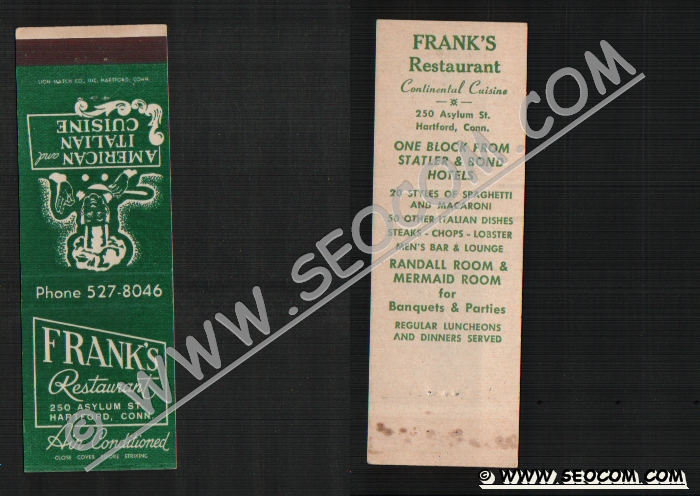 LION MATCH CO., INC. HARTFORD, CONN.
AMERICAN and
ITALIAN
CUISINE
Phone 527-8046
FRANK'S
Restaurant
250 ASYLUM ST.
HARTFORD, CONN.
Air Conditioned
CLOSE COVER BEFORE STRIKING
FRANK'S
Restaurant
Continental Cuisine
250 Asylum St.
Hartford, Conn.
ONE BLOCK FROM
STATLER & BOND
HOTELS
20 STYLES OF SPAGHETTI
AND MACARONI
50 OTHER ITALIAN DISHES
STEAKS - CHOPS - LOBSTER
MEN'S BAR & LOUNGE
RANDALL ROOM &
MERMAID ROOM
for
Banquets & Parties
REGULAR LUNCHEONS
AND DINNERS SERVED
© WWW.SEOCOM.COM
© WWW.SEOCOM.COM